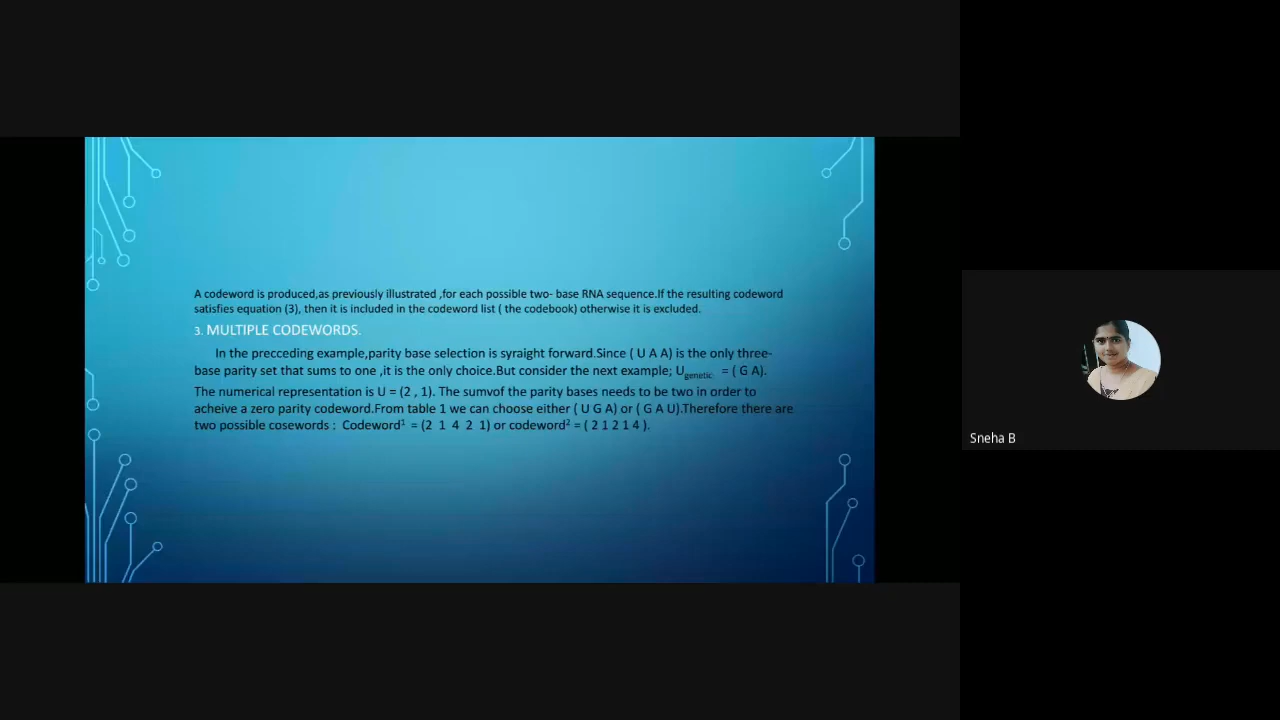 A codeword is produced,as previously illustrated ,for each possible two- base RNA sequence.If the resulting codeword
satisfies equation (3), then it is included in the codeword list ( the codebook) otherwise it is excluded.
3. MULTIPLE CODEWORDS.
In the precceding example,parity base selection is syraight forward.Since ( U A A) is the only three-
base parity set that sums to one ,it is the only choice.But consider the next example; Ugenetic = ( G A).
The numerical representation is U = (2 , 1). The sumvof the parity bases needs to be two in order to
acheive a zero parity codeword.From table 1 we can choose either ( U G A) or ( G A U).Therefore there are
two possible cosewords : Codeword¹ = (2 1 4 2 1) or codeword² = ( 2 1 2 1 4 ).
Sneha B